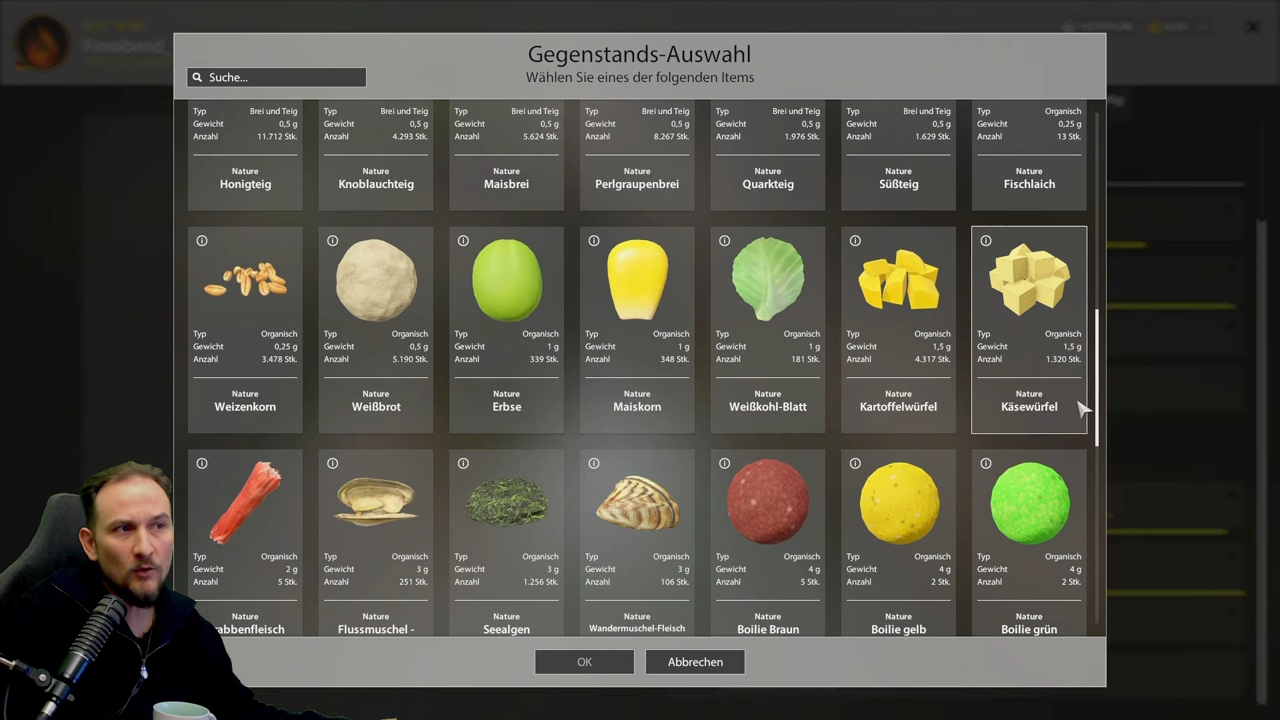 Gegenstands-Auswahl
Wählen Sie eines der folgenden Items
Suche...
Typ Brei und Teig Typ Brei und Teig Typ Brei und Teig Typ Brei und Teig Typ Brei und Teig Typ Brei und Teig Typ Organisch
Gewicht 0,5 g Gewicht 0,5 g Gewicht 0,5 g Gewicht 0,5 g Gewicht 0,5 g Gewicht 0,5 g Gewicht 0,25 g
Anzahl 11.712 Stk. Anzahl 4.293 Stk. Anzahl 5.624 Stk. Anzahl 8.267 Stk. Anzahl 1.976 Stk. Anzahl 1.629 Stk. Anzahl 13 Stk.
Nature Nature Nature Nature Nature Nature Nature
Honigteig Knoblauchteig Maisbrei Perlgraupenbrei Quarkteig Süßteig Fischlaich
Typ Organisch Typ Organisch Typ Organisch Typ Organisch Typ Organisch Typ Organisch Typ Organisch
Gewicht 0,25 g Gewicht 0,5 g Gewicht 1 g Gewicht 1 g Gewicht 1 g Gewicht 1,5 g Gewicht 1,5 g
Anzahl 3.478 Stk. Anzahl 5.190 Stk. Anzahl 339 Stk. Anzahl 348 Stk. Anzahl 181 Stk. Anzahl 4.317 Stk. Anzahl 1.320 Stk.
Nature Nature Nature Nature Nature Nature Nature
Weizenkorn Weißbrot Erbse Maiskorn Weißkohl-Blatt Kartoffelwürfel Käsewürfel
Typ Organisch Typ Organisch Typ Organisch Typ Organisch Typ Organisch Typ Organisch Typ Organisch
Gewicht 2 g Gewicht 3 g Gewicht 3 g Gewicht 3 g Gewicht 4 g Gewicht 4 g Gewicht 4 g
Anzahl 5 Stk. Anzahl 251 Stk. Anzahl 1.256 Stk. Anzahl 106 Stk. Anzahl 5 Stk. Anzahl 2 Stk. Anzahl 2 Stk.
Nature Nature Nature Nature Nature Nature Nature
abbenfleisch Flussmuschel - Seealgen Wandermuschel-Fleisch Boilie Braun Boilie gelb Boilie grün
OK Abbrechen